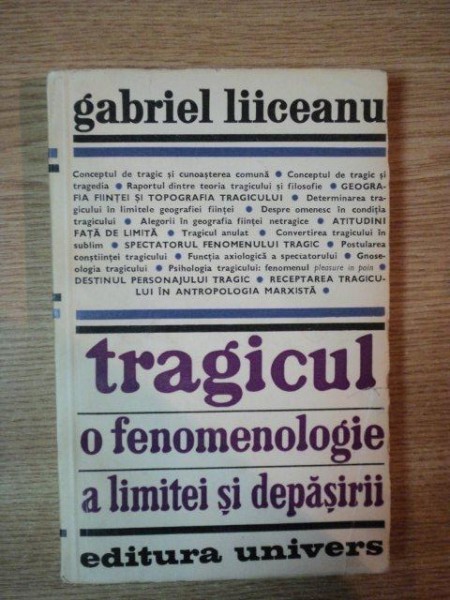 gabriel liiceanu
Conceptul de tragic și cunoașterea comună ● Conceptul de tragic și
tragedia ● Raportul dintre teoria tragicului și filosofie ● GEOGRA-
FIA FIINȚEI ȘI TOPOGRAFIA TRAGICULUI ● Determinarea tra-
gicului în limitele geografiei ființei ● Despre omenesc în condiția
tragicului ● Alegorii în geografia ființei netragice ● ATITUDINI
FAȚĂ DE LIMITĂ ● Tragicul anulat ● Convertirea tragicului în
sublim ● SPECTATORUL FENOMENULUI TRAGIC ● Postularea
conștiinței tragicului ● Funcția axiologică a spectatorului ● Gnose-
ologia tragicului ● Psihologia tragicului: fenomenul pleasure in pain ●
DESTINUL PERSONAJULUI TRAGIC ● RECEPTAREA TRAGICU-
LUI ÎN ANTROPOLOGIA MARXISTĂ ●
tragicul
o fenomenologie
a limitei și depășirii
editura univers